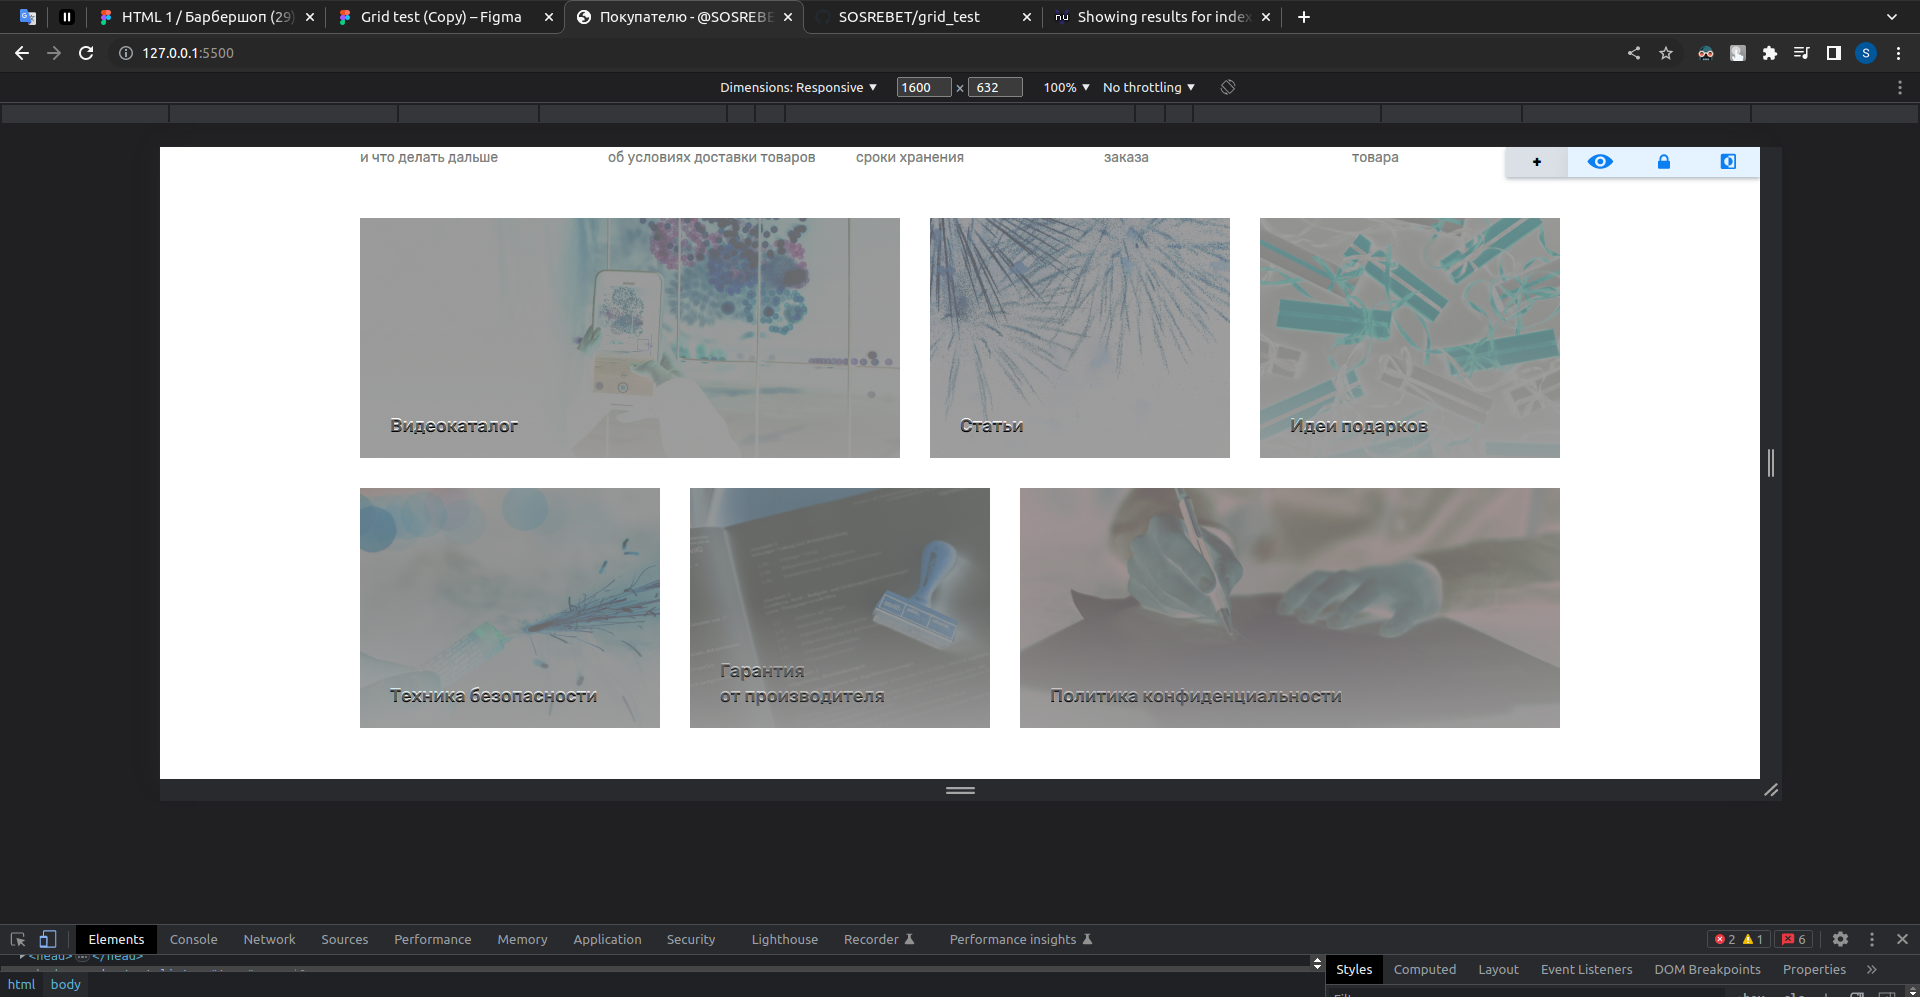 HTML 1 / Барбершоп (29)
Grid test (Copy) – Figma
Покупателю - @SOSREBE
SOSREBET/grid_test
Showing results for index
127.0.0.1:5500
S
Dimensions: Responsive
1600 × 632
100%
No throttling
и что делать дальше
об условиях доставки товаров
сроки хранения
заказа
товара
+
Видеокаталог
Статьи
Идеи подарков
Техника безопасности
Гарантия
от производителя
Политика конфиденциальности
Elements
Console
Network
Sources
Performance
Memory
Application
Security
Lighthouse
Recorder
Performance insights
2
1
6
<head> ... </head>
Styles
Computed
Layout
Event Listeners
DOM Breakpoints
Properties
html
body